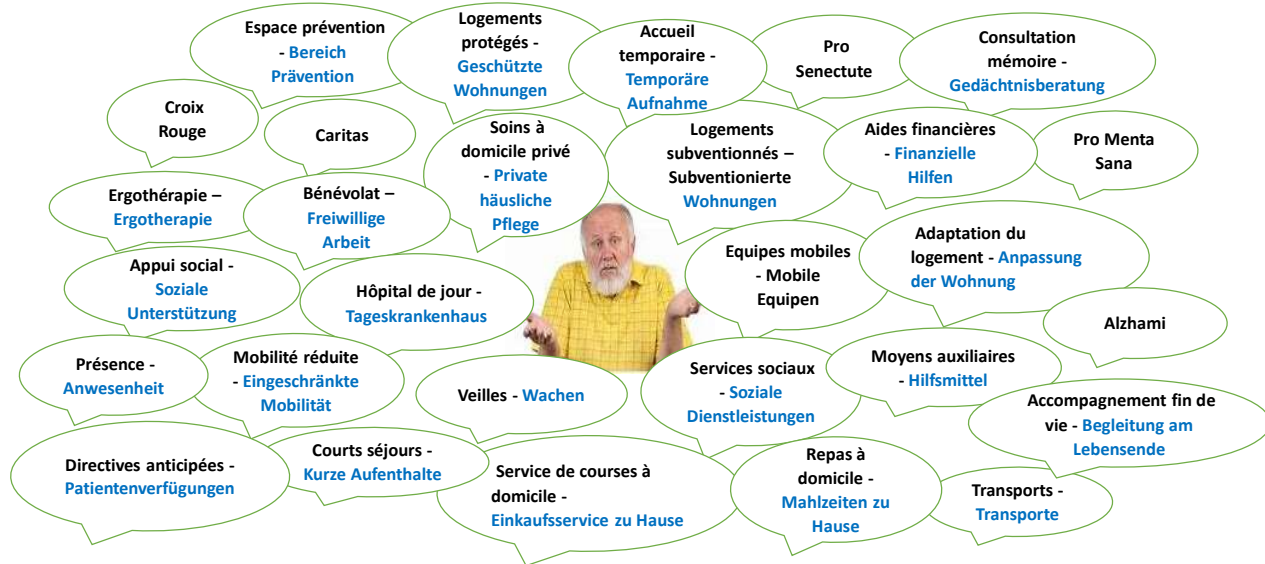 Espace prévention
- Bereich
Prävention
Logements
protégés -
Geschützte
Wohnungen
Accueil
temporaire -
Temporäre
Aufnahme
Pro
Senectute
Consultation
mémoire -
Gedächtnisberatung
Croix
Rouge
Caritas
Soins à
domicile privé
- Private
häusliche
Pflege
Logements
subventionnés –
Subventionierte
Wohnungen
Aides financières
- Finanzielle
Hilfen
Pro Menta
Sana
Ergothérapie –
Ergotherapie
Bénévolat –
Freiwillige
Arbeit
Appui social -
Soziale
Unterstützung
Hôpital de jour -
Tageskrankenhaus
Equipes mobiles
- Mobile
Equipen
Adaptation du
logement - Anpassung
der Wohnung
Alzhami
Présence -
Anwesenheit
Mobilité réduite
- Eingeschränkte
Mobilität
Veilles - Wachen
Services sociaux
- Soziale
Dienstleistungen
Moyens auxiliaires
- Hilfsmittel
Accompagnement fin de
vie - Begleitung am
Lebensende
Directives anticipées -
Patientenverfügungen
Courts séjours -
Kurze Aufenthalte
Service de courses à
domicile -
Einkaufsservice zu Hause
Repas à
domicile -
Mahlzeiten zu
Hause
Transports -
Transporte